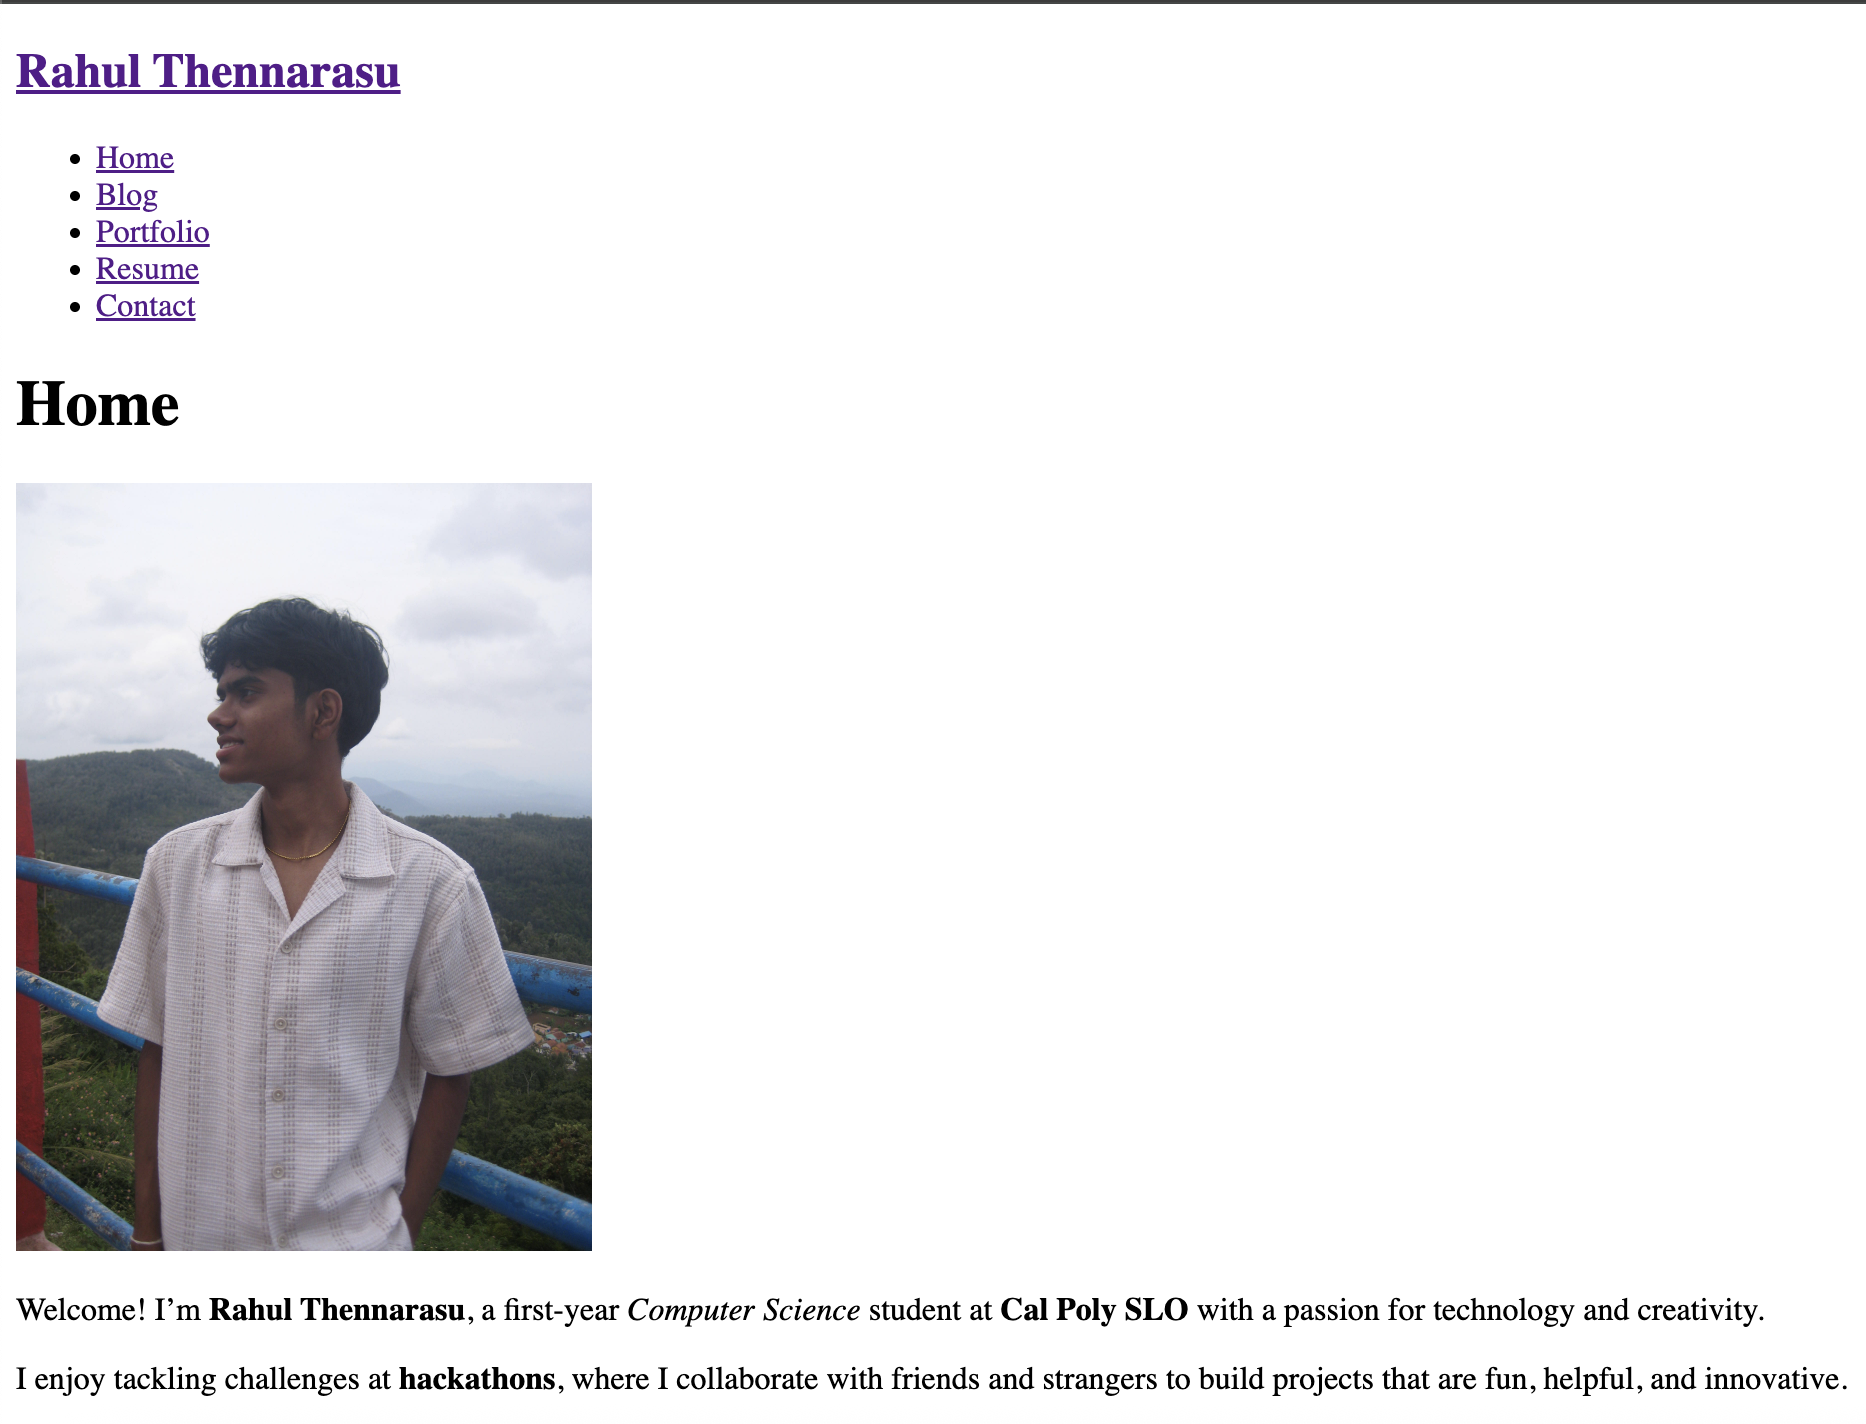 Rahul Thennarasu
Home
Blog
Portfolio
Resume
Contact
Home
Welcome! I’m Rahul Thennarasu, a first-year Computer Science student at Cal Poly SLO with a passion for technology and creativity.
I enjoy tackling challenges at hackathons, where I collaborate with friends and strangers to build projects that are fun, helpful, and innovative.